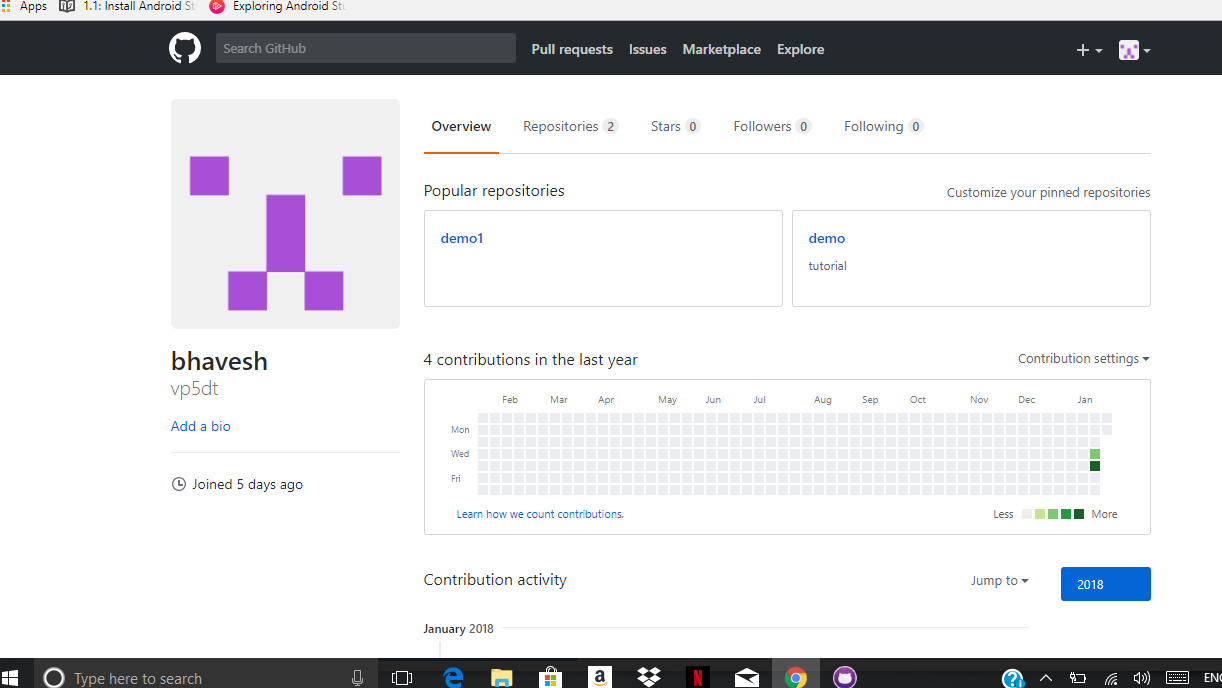 Apps 1.1: Install Android St Exploring Android Stu
Search GitHub Pull requests Issues Marketplace Explore
Overview Repositories 2 Stars 0 Followers 0 Following 0
Popular repositories Customize your pinned repositories
demo1 demo
tutorial
bhavesh
vp5dt
Add a bio
Joined 5 days ago
4 contributions in the last year Contribution settings
Feb Mar Apr May Jun Jul Aug Sep Oct Nov Dec Jan
Mon
Wed
Fri
Learn how we count contributions. Less More
Contribution activity Jump to 2018
January 2018
Type here to search a N ? ENG